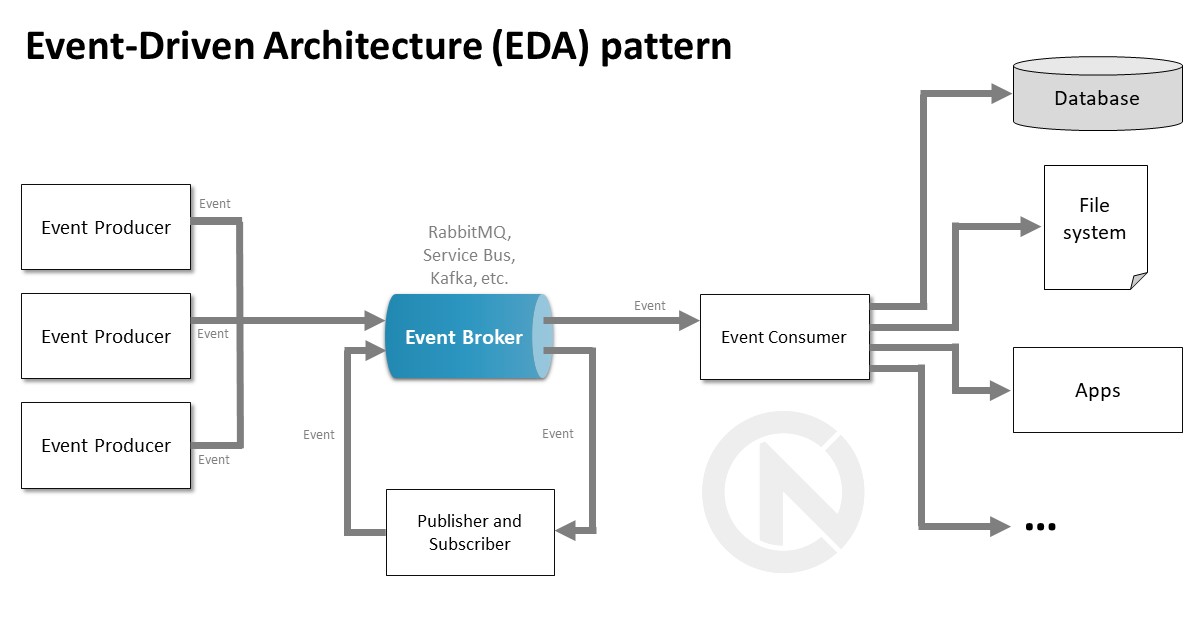 Event-Driven Architecture (EDA) pattern
Database
File
system
Event Producer
Event
RabbitMQ,
Service Bus,
Kafka, etc.
Event Producer
Event
Event Broker
Event
Event Consumer
Apps
Event Producer
Event
Event
Event
Publisher and
Subscriber
...